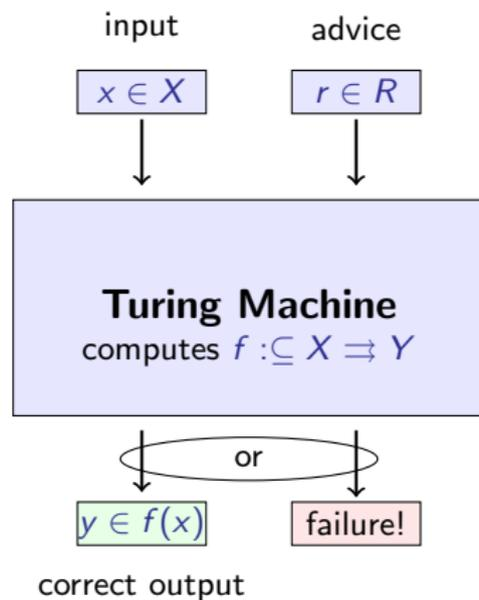 input advice
x ∈ X r ∈ R
Turing Machine
computes f :⊆ X ⇉ Y
or
y ∈ f(x) failure!
correct output